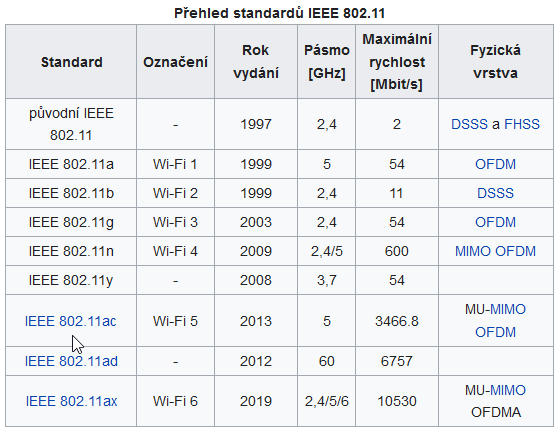 Přehled standardů IEEE 802.11
Standard Označení Rok vydání Pásmo [GHz] Maximální rychlost [Mbit/s] Fyzická vrstva
původní IEEE 802.11 - 1997 2,4 2 DSSS a FHSS
IEEE 802.11a Wi-Fi 1 1999 5 54 OFDM
IEEE 802.11b Wi-Fi 2 1999 2,4 11 DSSS
IEEE 802.11g Wi-Fi 3 2003 2,4 54 OFDM
IEEE 802.11n Wi-Fi 4 2009 2,4/5 600 MIMO OFDM
IEEE 802.11y - 2008 3,7 54
IEEE 802.11ac Wi-Fi 5 2013 5 3466.8 MU-MIMO OFDM
IEEE 802.11ad - 2012 60 6757
IEEE 802.11ax Wi-Fi 6 2019 2,4/5/6 10530 MU-MIMO OFDMA